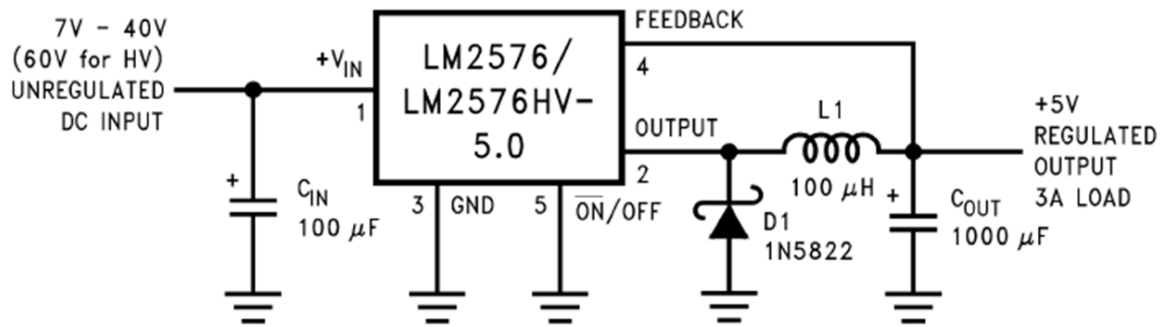 7V - 40V
(60V for HV)
UNREGULATED
DC INPUT
+VIN
1
LM2576/
LM2576HV-
5.0
FEEDBACK
4
OUTPUT
2
L1
100 μH
+5V
REGULATED
OUTPUT
3A LOAD
+
CIN
100 μF
3
GND
5
ON/OFF
D1
1N5822
+
COUT
1000 μF